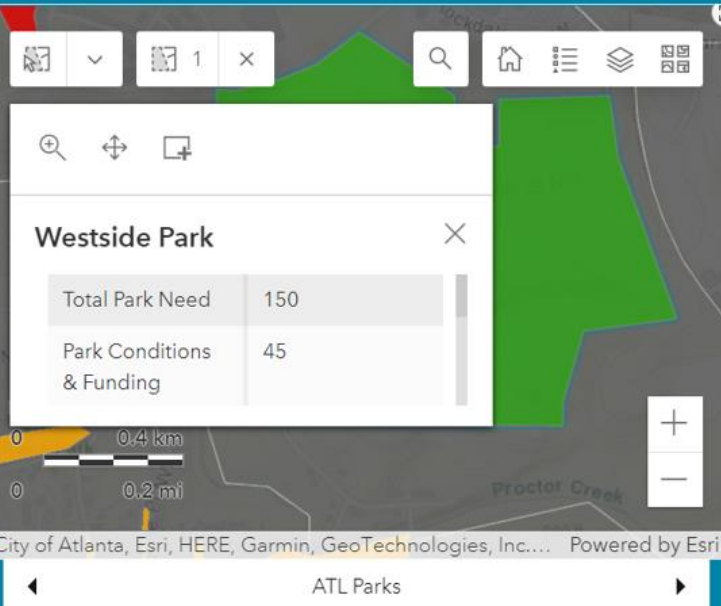 1
Westside Park
Total Park Need 150
Park Conditions 45
& Funding
0 0.4 km
0 0.2 mi
Proctor Creek
City of Atlanta, Esri, HERE, Garmin, GeoTechnologies, Inc.... Powered by Esri
ATL Parks